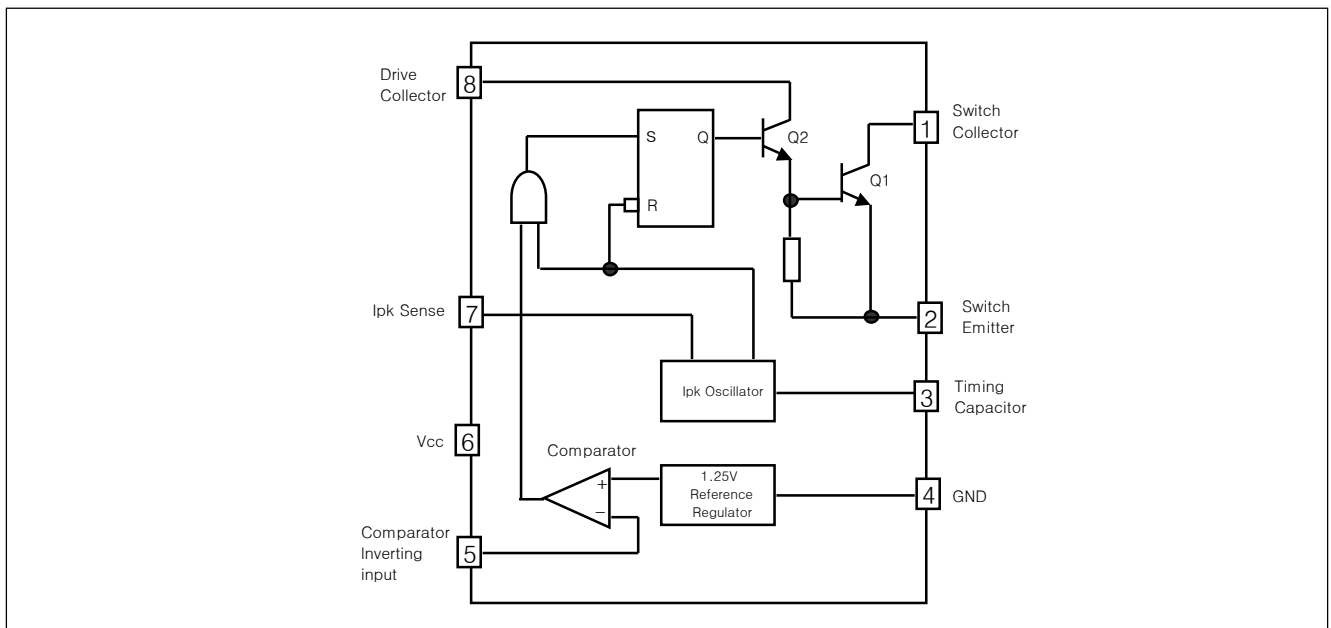 Drive
Collector
8
S
Q
Q2
Switch
Collector
1
R
Q1
Ipk Sense
7
Switch
Emitter
2
Ipk Oscillator
Timing
Capacitor
3
Vcc
6
Comparator
+
−
1.25V
Reference
Regulator
4
GND
Comparator
Inverting
input
5